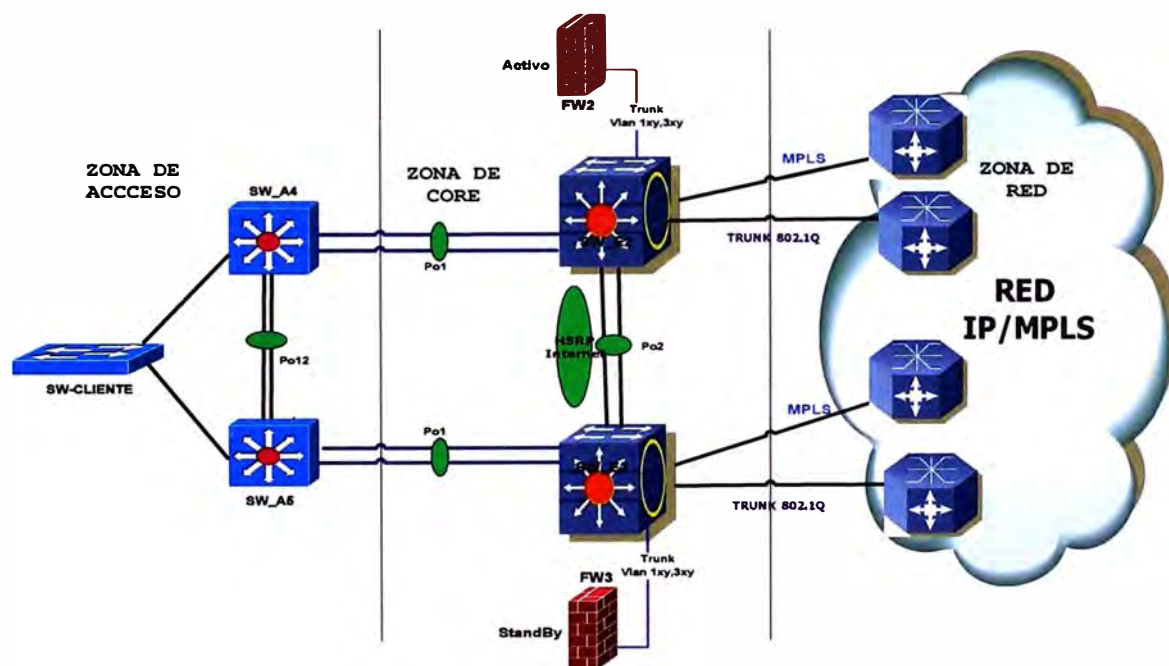 Activo
FW2
Trunk
Vlan 1xy,3xy
ZONA DE
ACCCESO
ZONA DE
CORE
MPLS
ZONA DE
RED
SW_A4
Po1
TRUNK 802.1Q
RED
IP/MPLS
HSRP
Internet
Po2
Po12
SW-CLIENTE
MPLS
Po1
SW_A5
TRUNK 802.1Q
Trunk
Vlan 1xy,3xy
FW3
StandBy